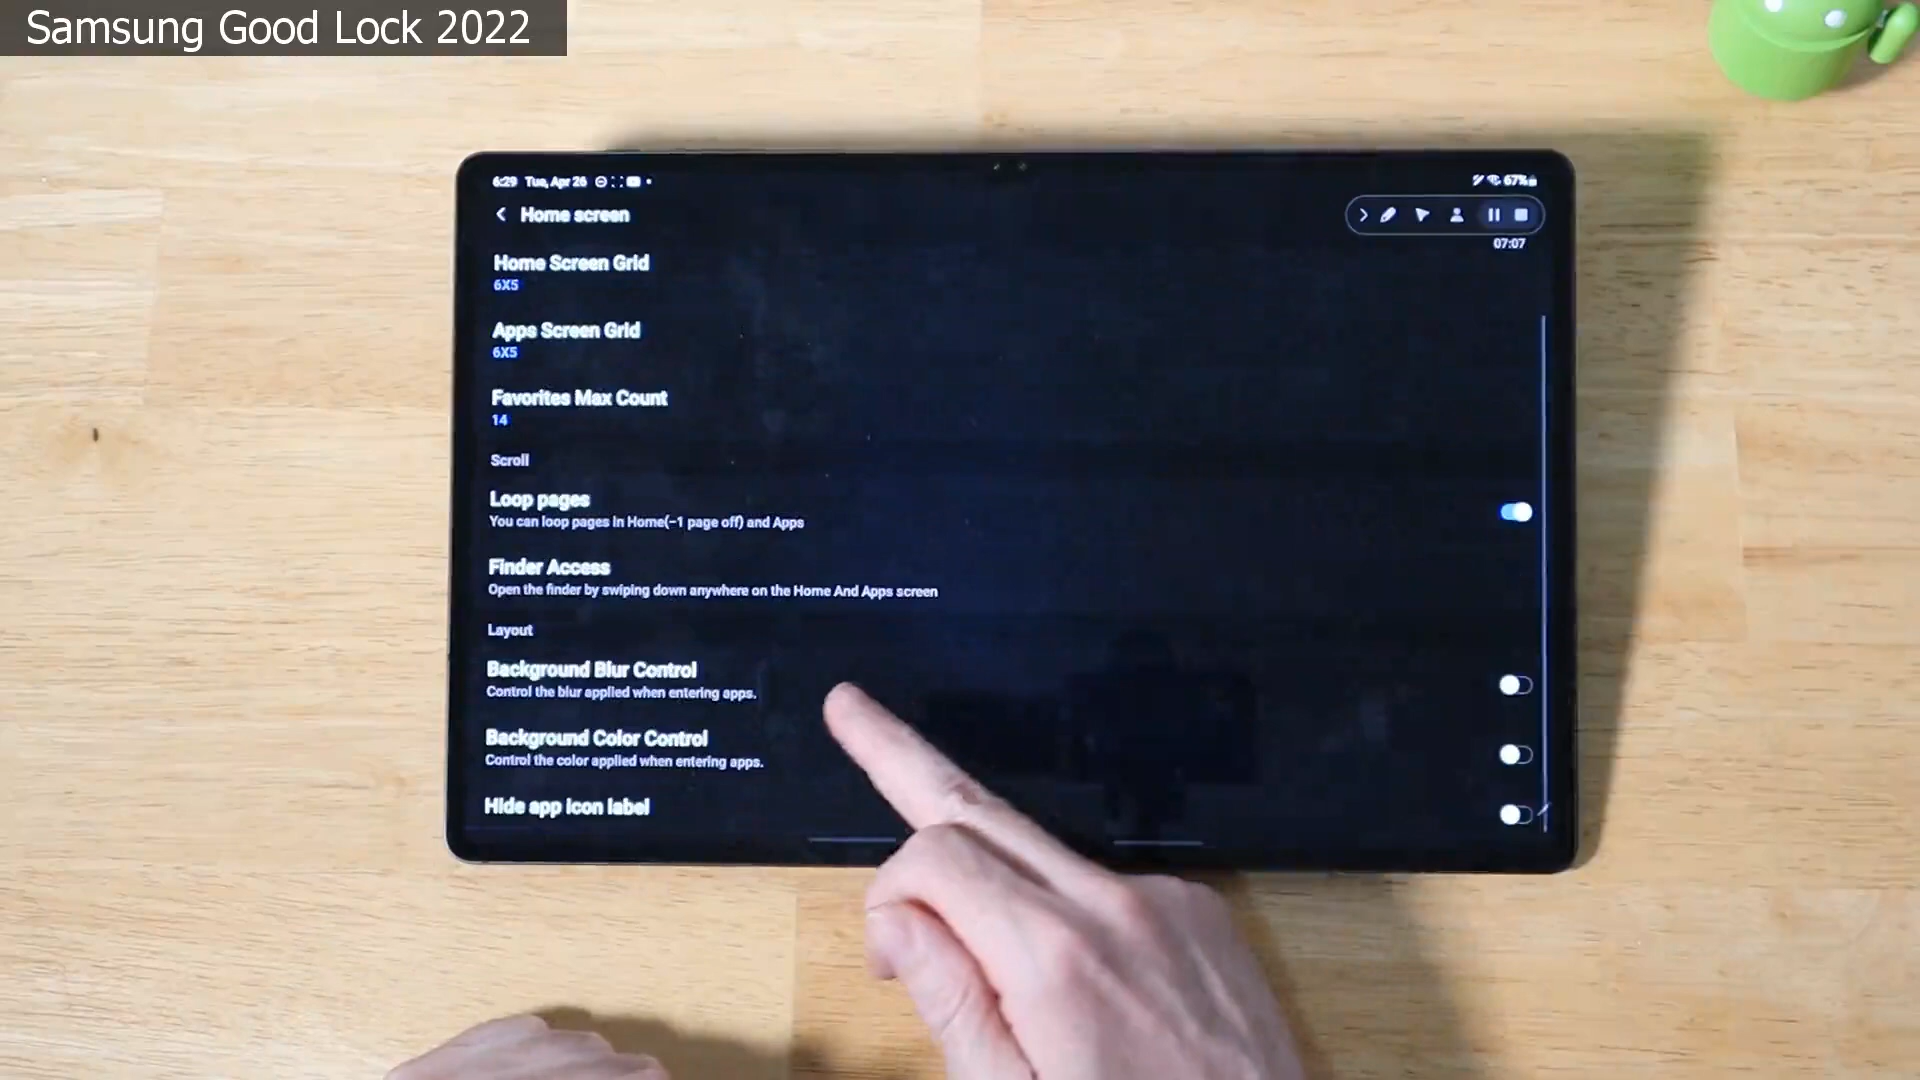 Samsung Good Lock 2022
6:29 Tue, Apr 26
67%
Home screen
07:07
Home Screen Grid
6X5
Apps Screen Grid
6X5
Favorites Max Count
14
Scroll
Loop pages
You can loop pages in Home(-1 page off) and Apps
Finder Access
Open the finder by swiping down anywhere on the Home And Apps screen
Layout
Background Blur Control
Control the blur applied when entering apps.
Background Color Control
Control the color applied when entering apps.
Hide app icon label